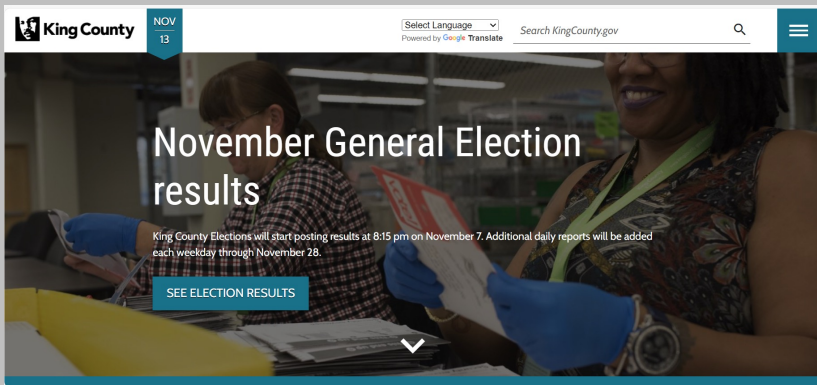 King County
NOV
13
Select Language
Powered by Google Translate
Search KingCounty.gov
November General Election
results
King County Elections will start posting results at 8:15 pm on November 7. Additional daily reports will be added
each weekday through November 28.
SEE ELECTION RESULTS